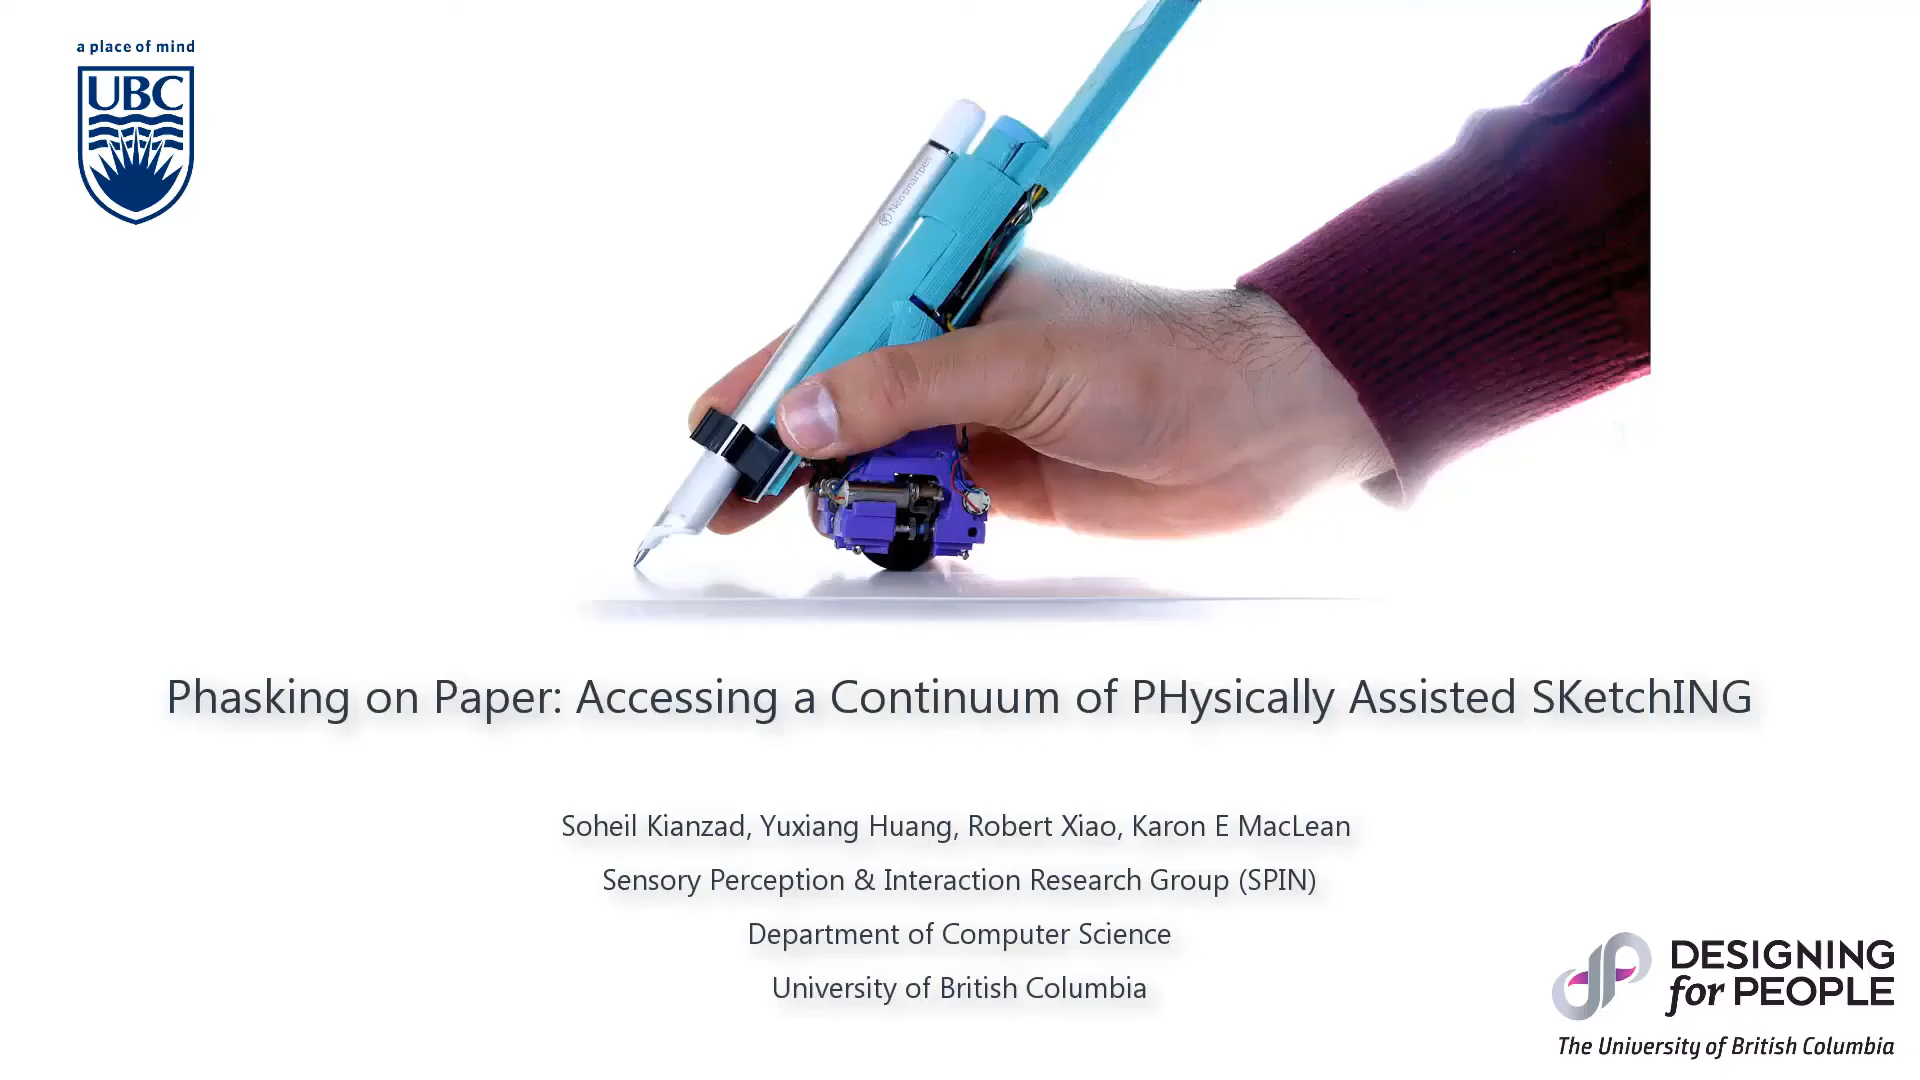 a place of mind
UBC
Neo smartpen
Phasking on Paper: Accessing a Continuum of PHysically Assisted SKetchING
Soheil Kianzad, Yuxiang Huang, Robert Xiao, Karon E MacLean
Sensory Perception & Interaction Research Group (SPIN)
Department of Computer Science
University of British Columbia
DESIGNING
for PEOPLE
The University of British Columbia